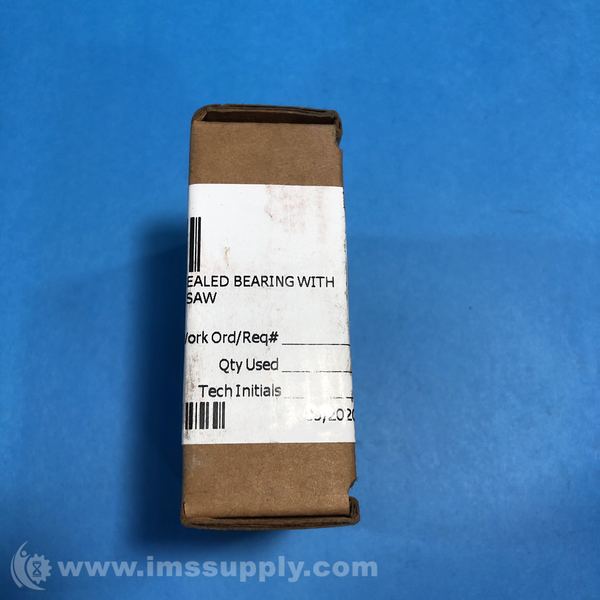 EALED BEARING WITH
SAW
Work Ord/Req#
Qty Used
Tech Initials
www.imssupply.com